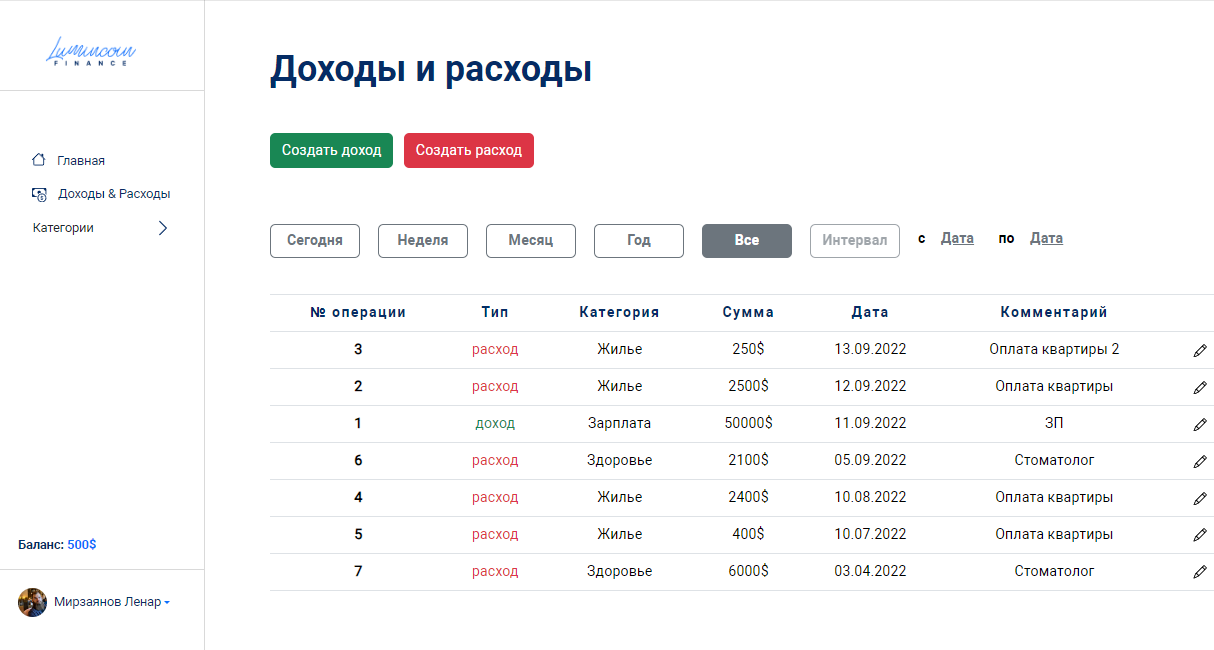 Lumincoin
FINANCE
Главная
Доходы & Расходы
Категории
Баланс: 500$
Мирзаянов Ленар
Доходы и расходы
Создать доход Создать расход
Сегодня Неделя Месяц Год Все Интервал с Дата по Дата
№ операции Тип Категория Сумма Дата Комментарий
3 расход Жилье 250$ 13.09.2022 Оплата квартиры 2
2 расход Жилье 2500$ 12.09.2022 Оплата квартиры
1 доход Зарплата 50000$ 11.09.2022 ЗП
6 расход Здоровье 2100$ 05.09.2022 Стоматолог
4 расход Жилье 2400$ 10.08.2022 Оплата квартиры
5 расход Жилье 400$ 10.07.2022 Оплата квартиры
7 расход Здоровье 6000$ 03.04.2022 Стоматолог